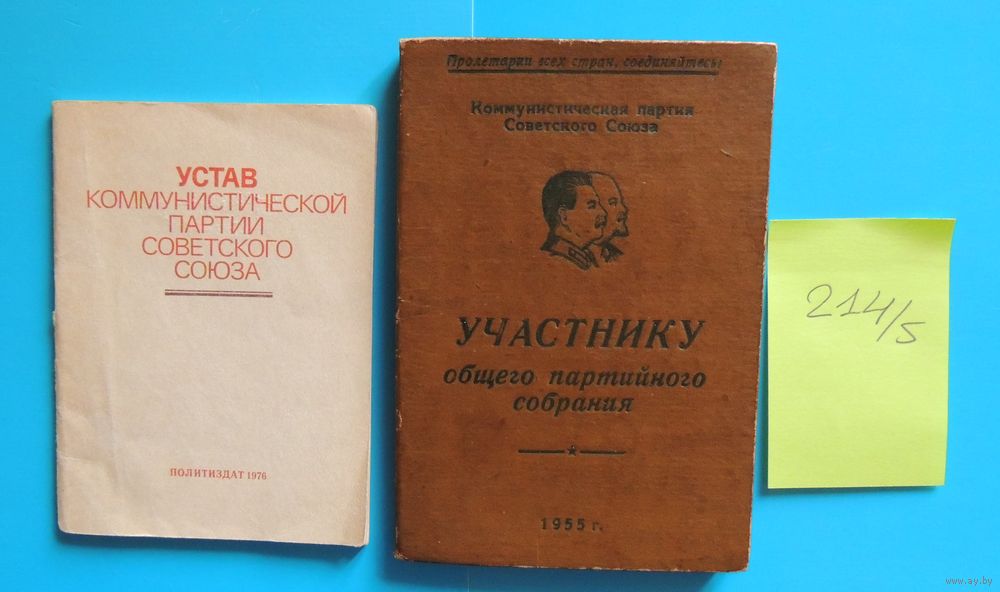 УСТАВ
КОММУНИСТИЧЕСКОЙ
ПАРТИИ
СОВЕТСКОГО
СОЮЗА
ПОЛИТИЗДАТ 1976
Пролетарии всех стран, соединяйтесь!
Коммунистическая партия
Советского Союза
УЧАСТНИКУ
общего партийного
собрания
1955 г.
214/5
www.ay.by